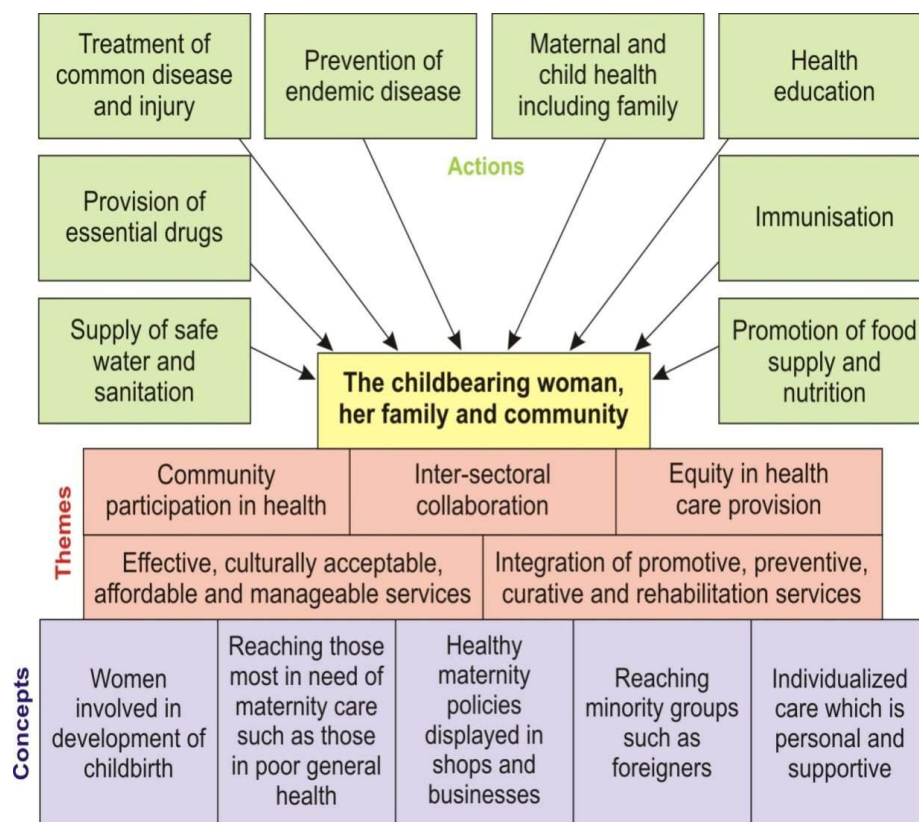 Treatment of
common disease
and injury
Prevention of
endemic disease
Maternal and
child health
including family
Health
education
Actions
Provision of
essential drugs
Immunisation
Supply of safe
water and
sanitation
Promotion of food
supply and
nutrition
The childbearing woman,
her family and community
Themes
Community
participation in health
Inter-sectoral
collaboration
Equity in health
care provision
Effective, culturally acceptable,
affordable and manageable services
Integration of promotive, preventive,
curative and rehabilitation services
Concepts
Women
involved in
development of
childbirth
Reaching those
most in need of
maternity care
such as those
in poor general
health
Healthy
maternity
policies
displayed in
shops and
businesses
Reaching
minority groups
such as
foreigners
Individualized
care which is
personal and
supportive